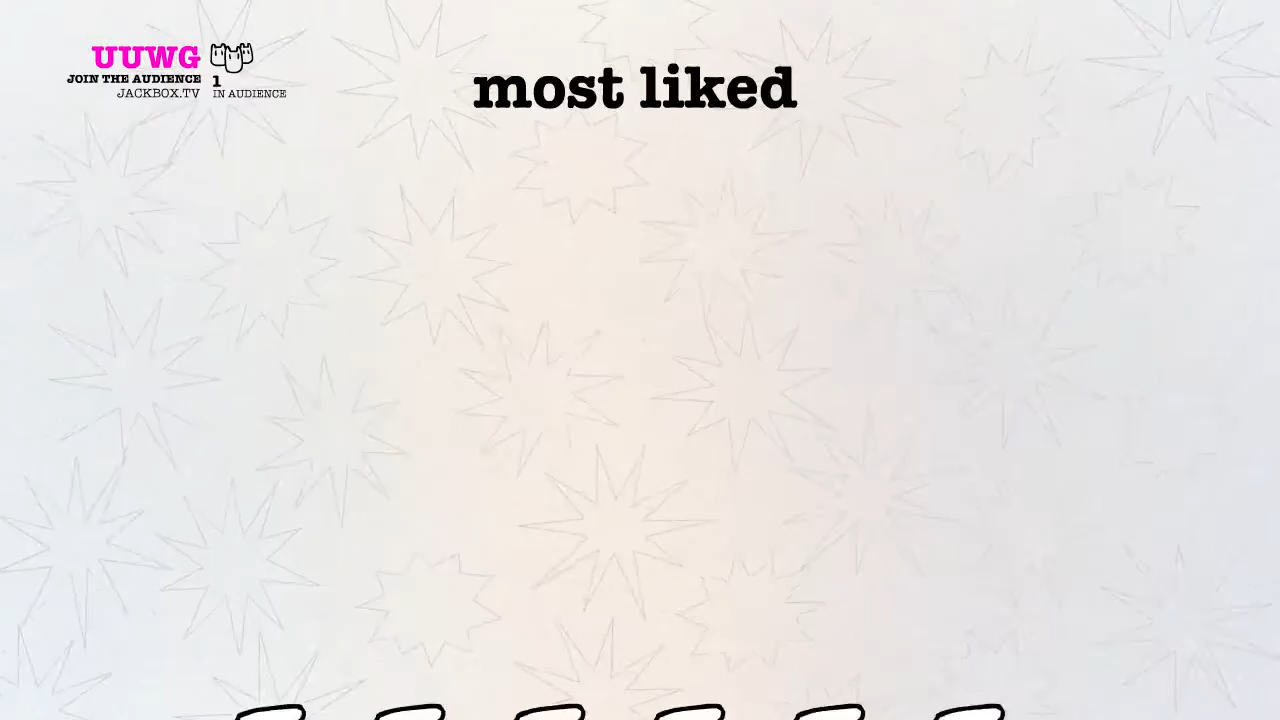 UUWG
JOIN THE AUDIENCE
JACKBOX.TV
1
IN AUDIENCE
most liked